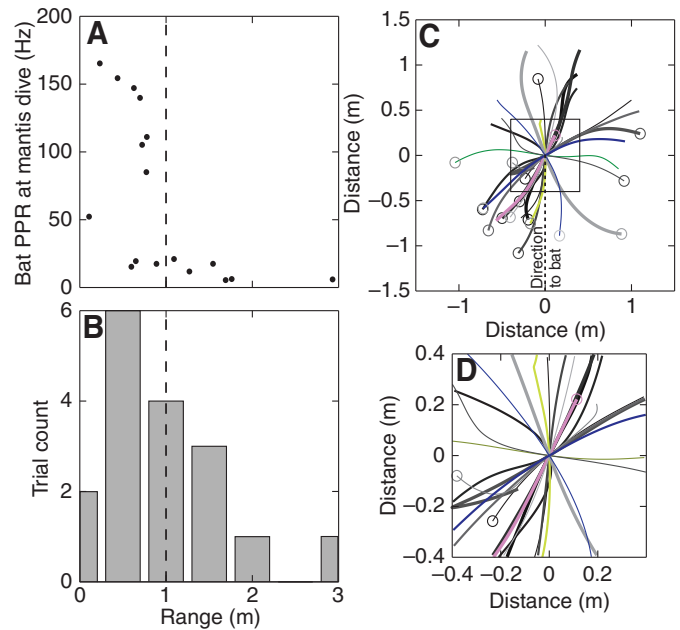 A
Bat PPR at mantis dive (Hz)
200
150
100
50
0
B
Trial count
6
4
2
0
0
1
2
3
Range (m)
C
Distance (m)
1.5
1
0.5
0
−0.5
−1
−1.5
Direction
to bat
−1
0
1
Distance (m)
D
Distance (m)
0.4
0.2
0
−0.2
−0.4
−0.4
−0.2
0
0.2
Distance (m)